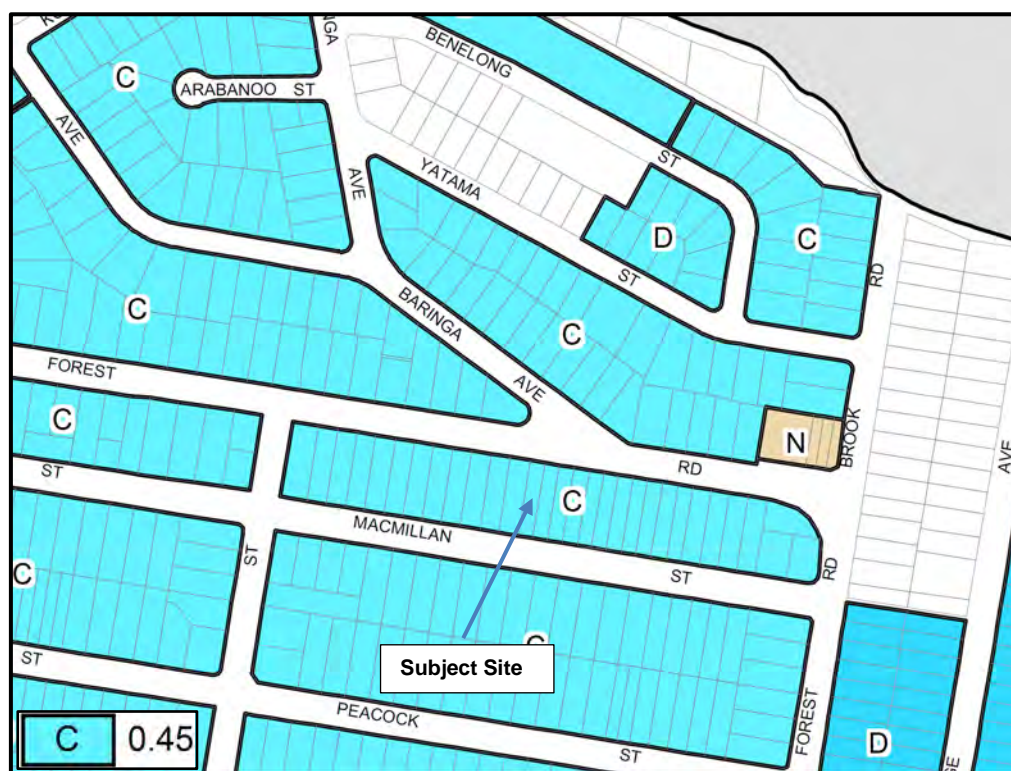 BENELONG
C
ARABANOO ST
AVE
AVE
ST
YATAMA
D
C
C
ST
RD
BARINGA
C
AVE
FOREST
C
N
BROOK
AVE
RD
C
ST
MACMILLAN
ST
ST
RD
C
C
Subject Site
ST
PEACOCK
ST
FOREST
D
C 0.45